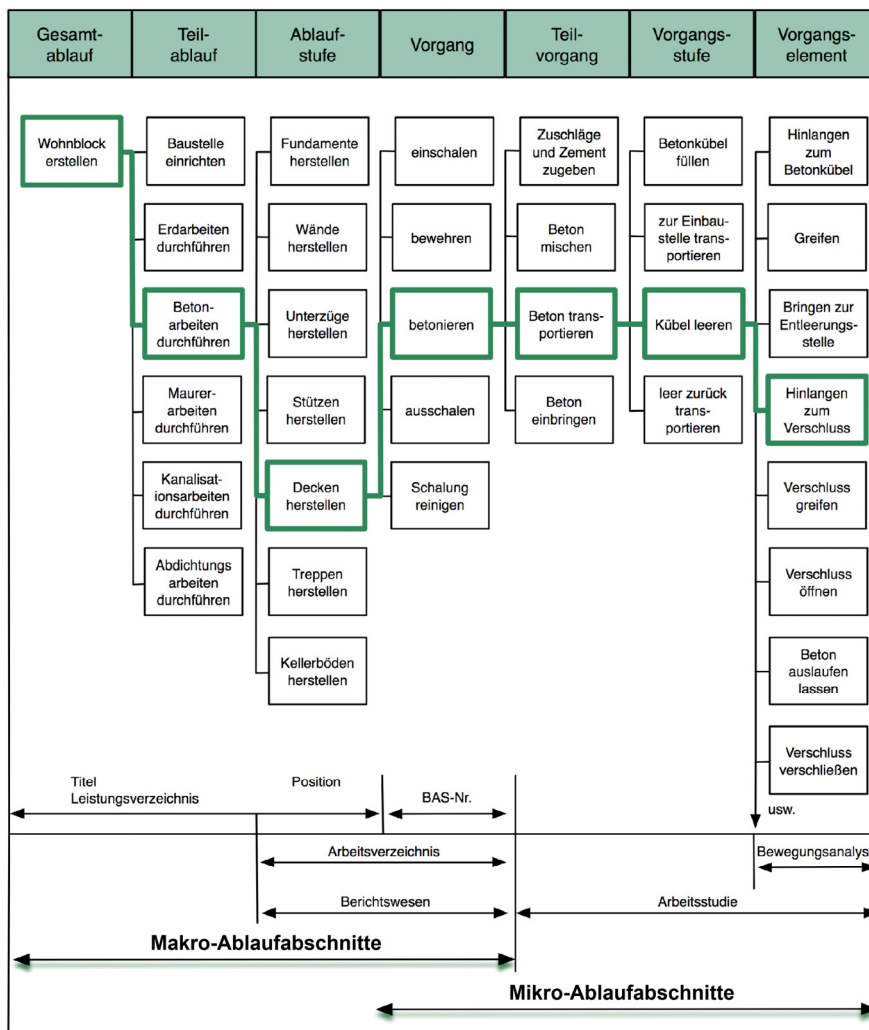 Gesamt-
ablauf
Teil-
ablauf
Ablauf-
stufe
Vorgang
Teil-
vorgang
Vorgangs-
stufe
Vorgangs-
element
Wohnblock
erstellen
Baustelle
einrichten
Erdarbeiten
durchführen
Beton-
arbeiten
durchführen
Maurer-
arbeiten
durchführen
Kanalisat-
ionsarbeiten
durchführen
Abdichtungs
arbeiten
durchführen
Fundamente
herstellen
Wände
herstellen
Unterzüge
herstellen
Stützen
herstellen
Decken
herstellen
Treppen
herstellen
Kellerböden
herstellen
einschalen
bewehren
betonieren
ausschalen
Schalung
reinigen
Zuschläge
und Zement
zugeben
Beton
mischen
Beton trans-
portieren
Beton
einbringen
Betonkübel
füllen
zur Einbau-
stelle trans-
portieren
Kübel leeren
leer zurück
trans-
portieren
Hinlangen
zum
Betonkübel
Greifen
Bringen zur
Entleerungs-
stelle
Hinlangen
zum
Verschluss
Verschluss
greifen
Verschluss
öffnen
Beton
auslaufen
lassen
Verschluss
verschließen
usw.
Titel
Leistungsverzeichnis
Position
BAS-Nr.
Arbeitsverzeichnis
Bewegungsanalys
Berichtswesen
Arbeitsstudie
Makro-Ablaufabschnitte
Mikro-Ablaufabschnitte